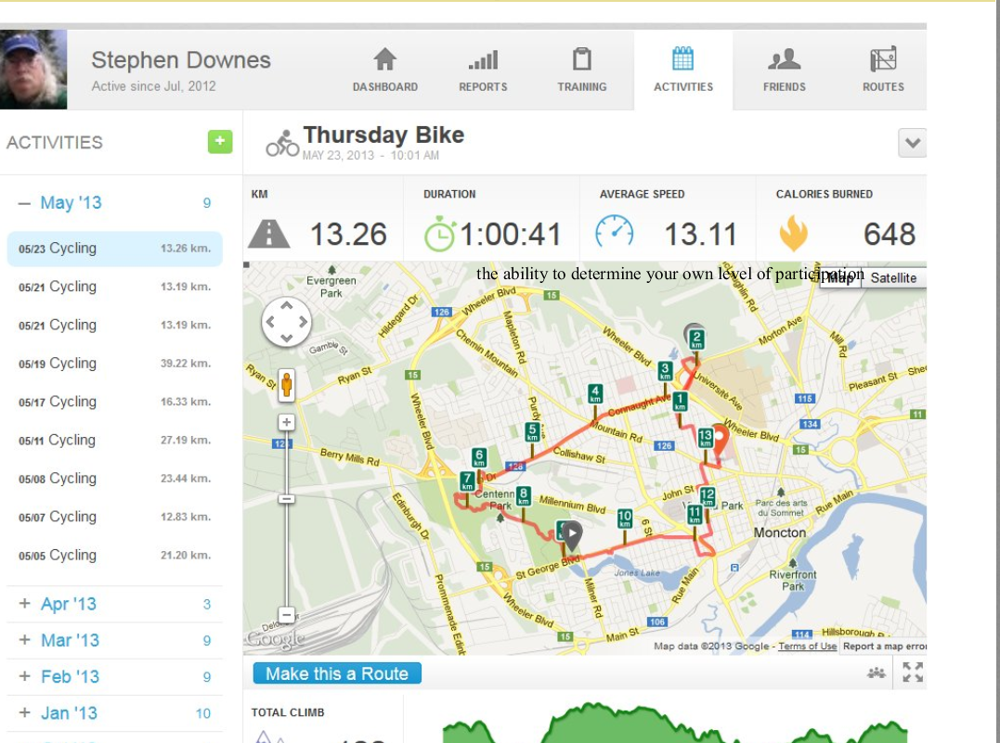 Stephen Downes
Active since Jul, 2012
DASHBOARD
REPORTS
TRAINING
ACTIVITIES
FRIENDS
ROUTES
ACTIVITIES
+
Thursday Bike
MAY 23, 2013 - 10:01 AM
— May '13 9
05/23 Cycling 13.26 km.
05/21 Cycling 13.19 km.
05/21 Cycling 13.19 km.
05/19 Cycling 39.22 km.
05/17 Cycling 16.33 km.
05/11 Cycling 27.19 km.
05/08 Cycling 23.44 km.
05/07 Cycling 12.83 km.
05/05 Cycling 21.20 km.
+ Apr '13 3
+ Mar '13 9
+ Feb '13 9
+ Jan '13 10
KM
13.26
DURATION
1:00:41
AVERAGE SPEED
13.11
CALORIES BURNED
648
the ability to determine your own level of participation
Map
Satellite
Evergreen
Park
Wheeler Blvd
15
126
Hildegard Dr
Mapleton Rd
Chemin Mountain
Gamble St
Ryan St
Ryan St
15
Wheeler Blvd
Wheeler Blvd
Morton Ave
Mill Rd
Pleasant St
2
km
3
km
Université Ave
4
km
1
km
Connaught Ave
115
11
134
Mountain Rd
5
km
13
km
Wheeler Blvd
126
15
Berry Mills Rd
6
km
Collishaw St
7
km
Park
8
km
Millennium Blvd
John St
12
km
Park
Parc des arts
du Sommet
Rue Main
Edinburgh Dr
10
km
11
km
6 St
Moncton
15
St George Blvd
Jones Lake
Rue Main
Riverfront
Park
Milner Rd
Wheeler Blvd
15
Main St
106
114
Google
Map data ©2013 Google - Terms of Use
Report a map error
Make this a Route
TOTAL CLIMB